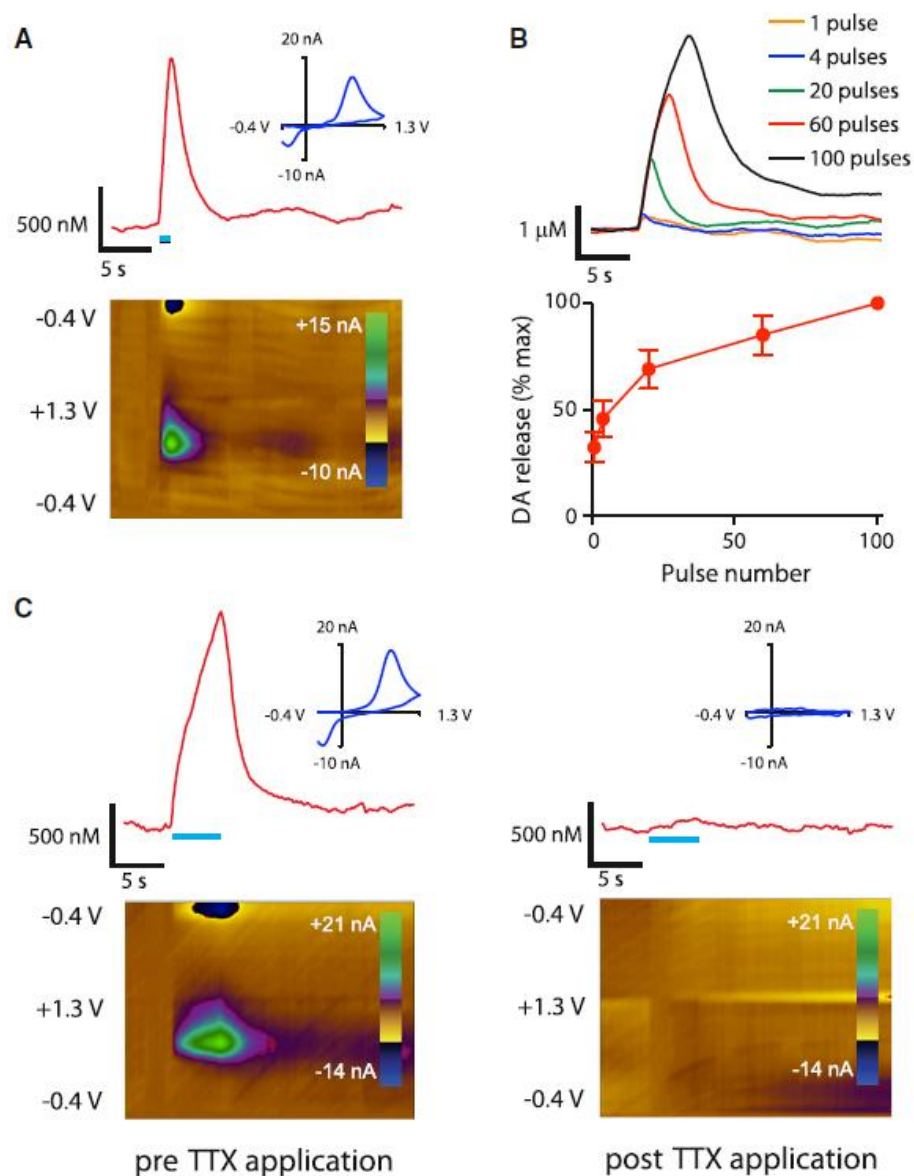 A
20 nA
-0.4 V
1.3 V
-10 nA
500 nM
5 s
-0.4 V
+1.3 V
-0.4 V
+15 nA
-10 nA
B
1 pulse
4 pulses
20 pulses
60 pulses
100 pulses
1 μM
5 s
DA release (% max)
100
50
0
0
50
100
Pulse number
C
20 nA
-0.4 V
1.3 V
-10 nA
500 nM
5 s
-0.4 V
+1.3 V
-0.4 V
+21 nA
-14 nA
pre TTX application
20 nA
-0.4 V
1.3 V
-10 nA
500 nM
5 s
-0.4 V
+1.3 V
-0.4 V
+21 nA
-14 nA
post TTX application